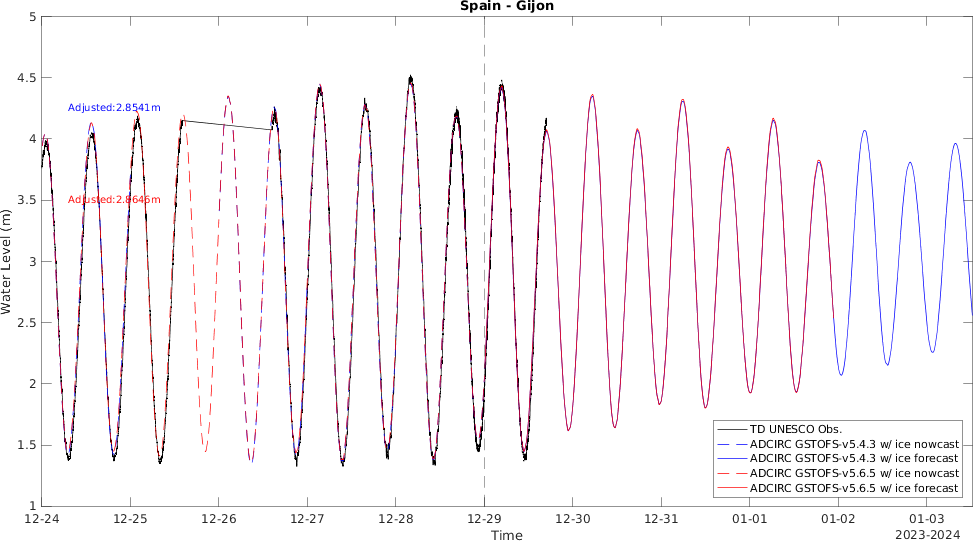 Spain - Gijon
5
4.5
4
3.5
3
2.5
2
1.5
1
Water Level (m)
Adjusted:2.8541m
Adjusted:2.8646m
TD UNESCO Obs.
ADCIRC GSTOFS-v5.4.3 w/ ice nowcast
ADCIRC GSTOFS-v5.4.3 w/ ice forecast
ADCIRC GSTOFS-v5.6.5 w/ ice nowcast
ADCIRC GSTOFS-v5.6.5 w/ ice forecast
12-24 12-25 12-26 12-27 12-28 12-29 12-30 12-31 01-01 01-02 01-03
Time
2023-2024